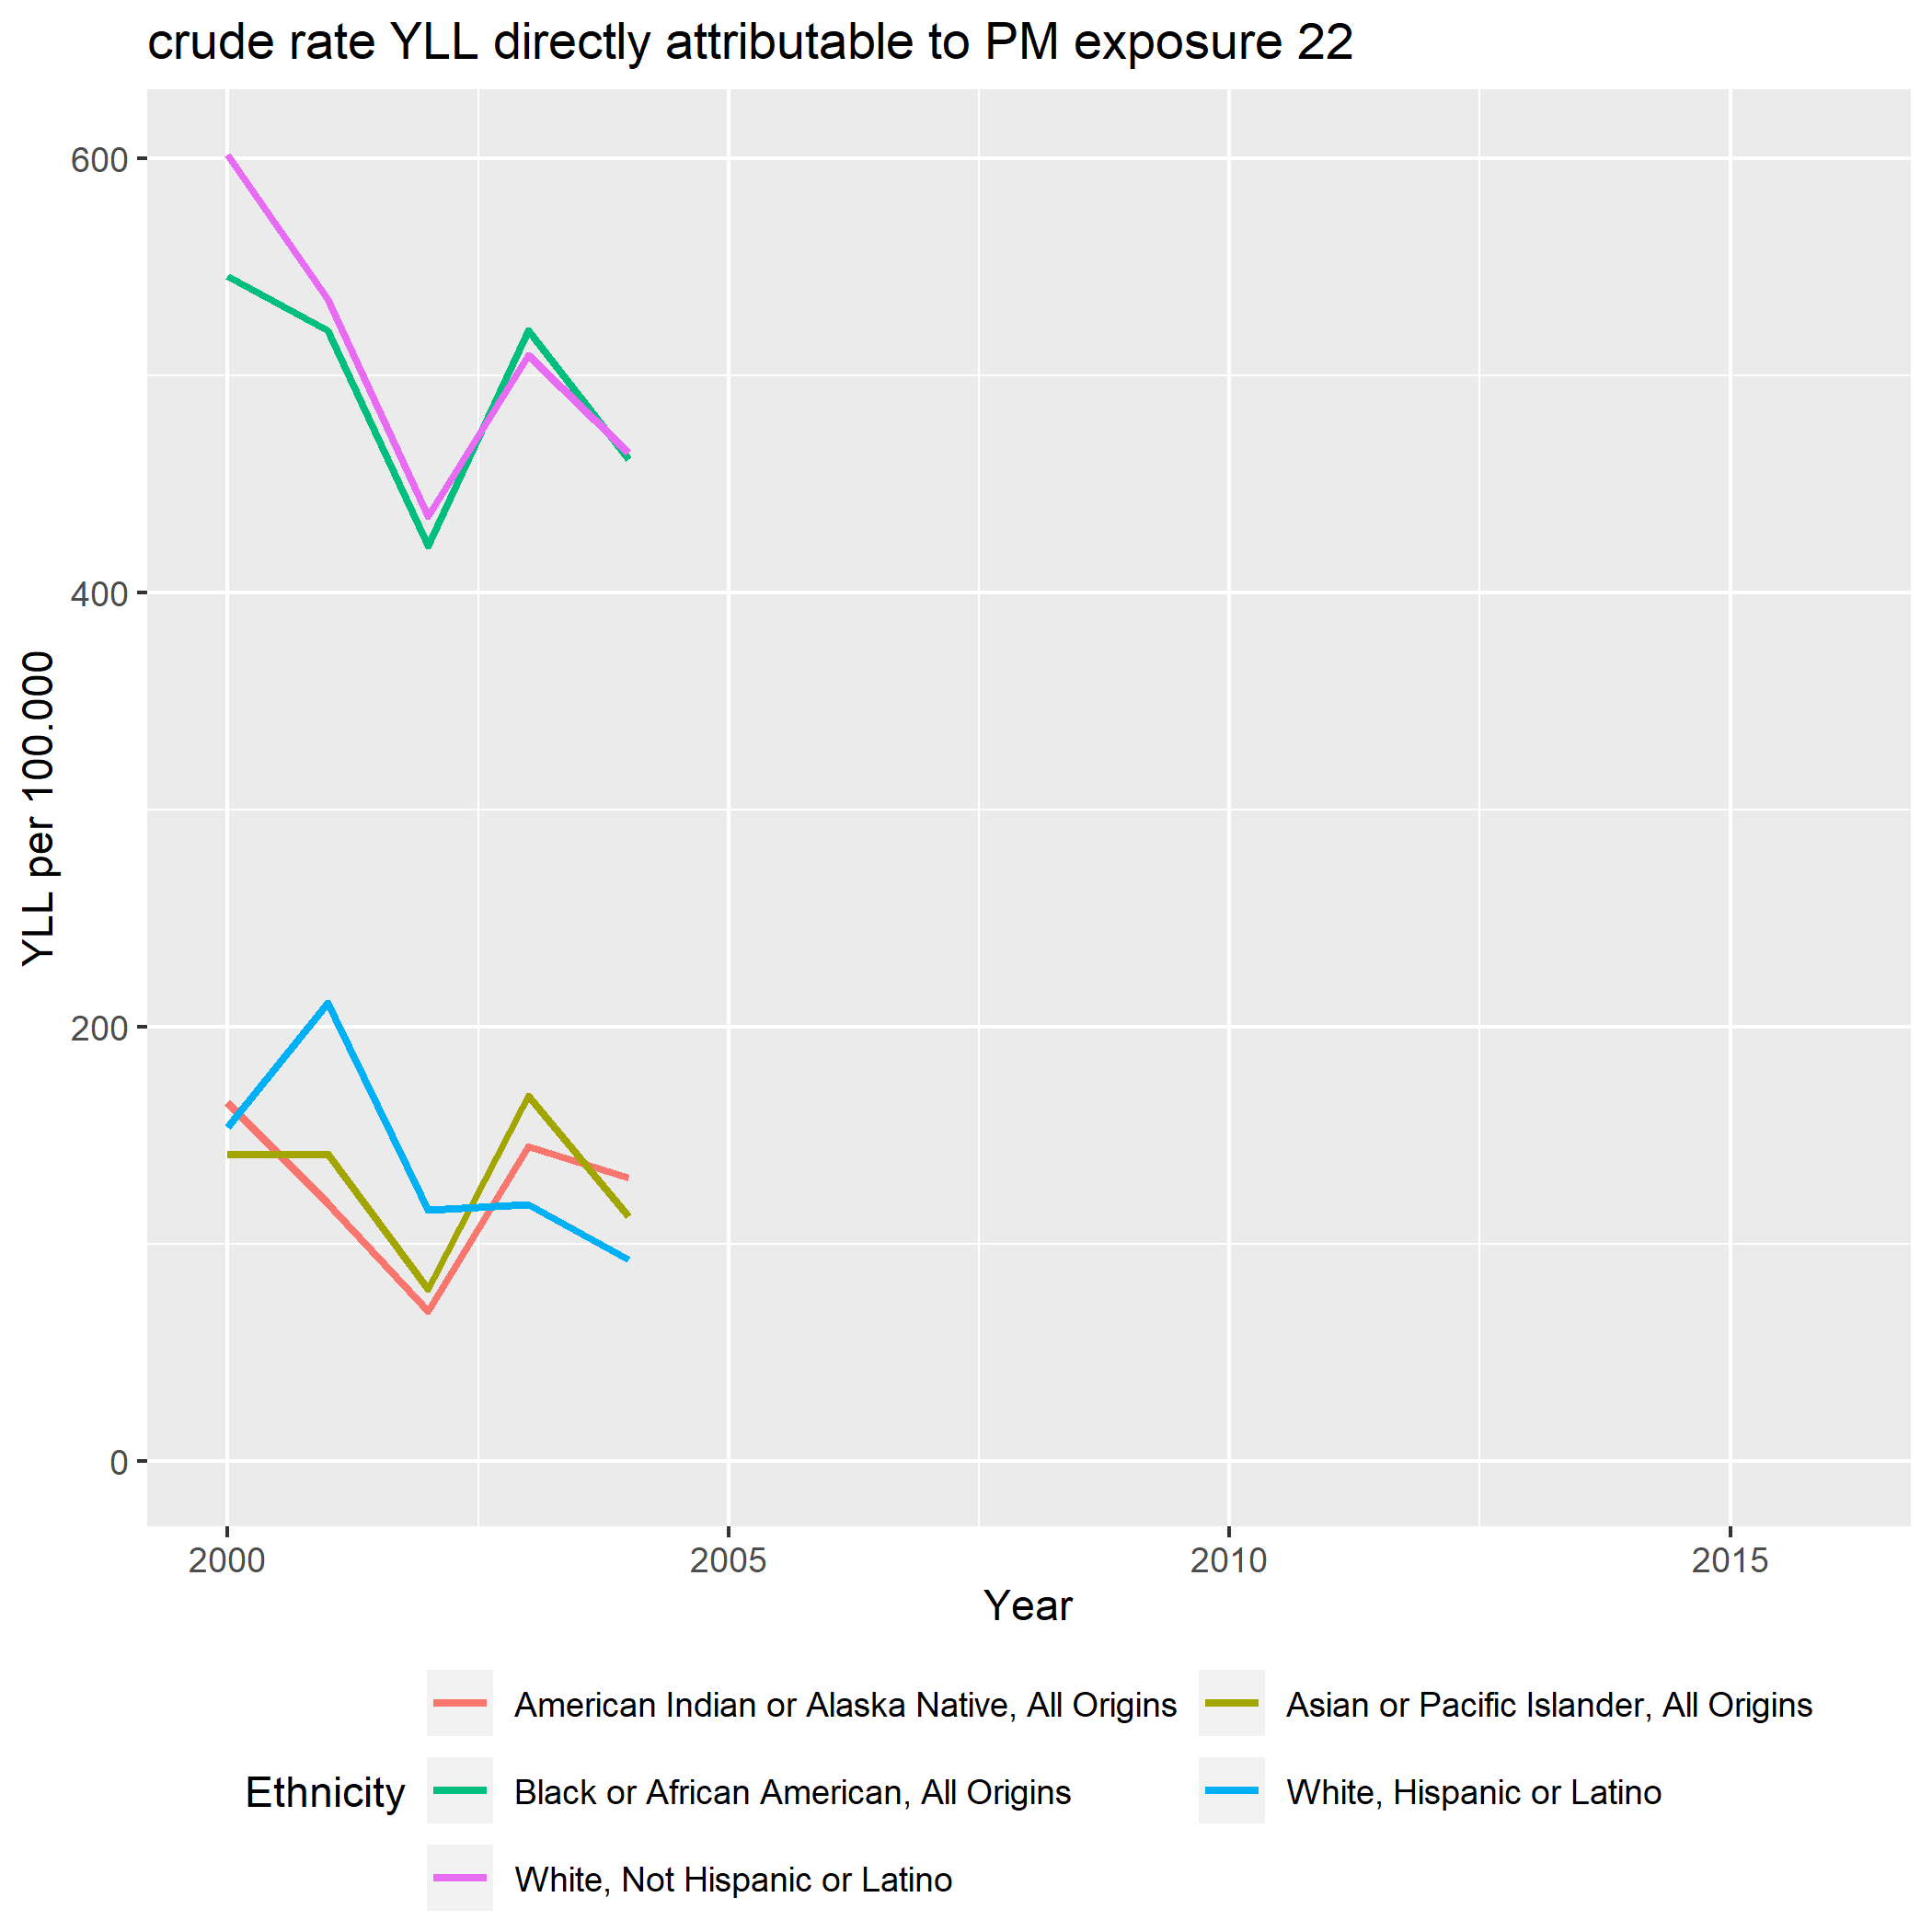 crude rate YLL directly attributable to PM exposure 22
600
400
200
0
YLL per 100.000
2000 2005 2010 2015
Year
Ethnicity
American Indian or Alaska Native, All Origins
Asian or Pacific Islander, All Origins
Black or African American, All Origins
White, Hispanic or Latino
White, Not Hispanic or Latino